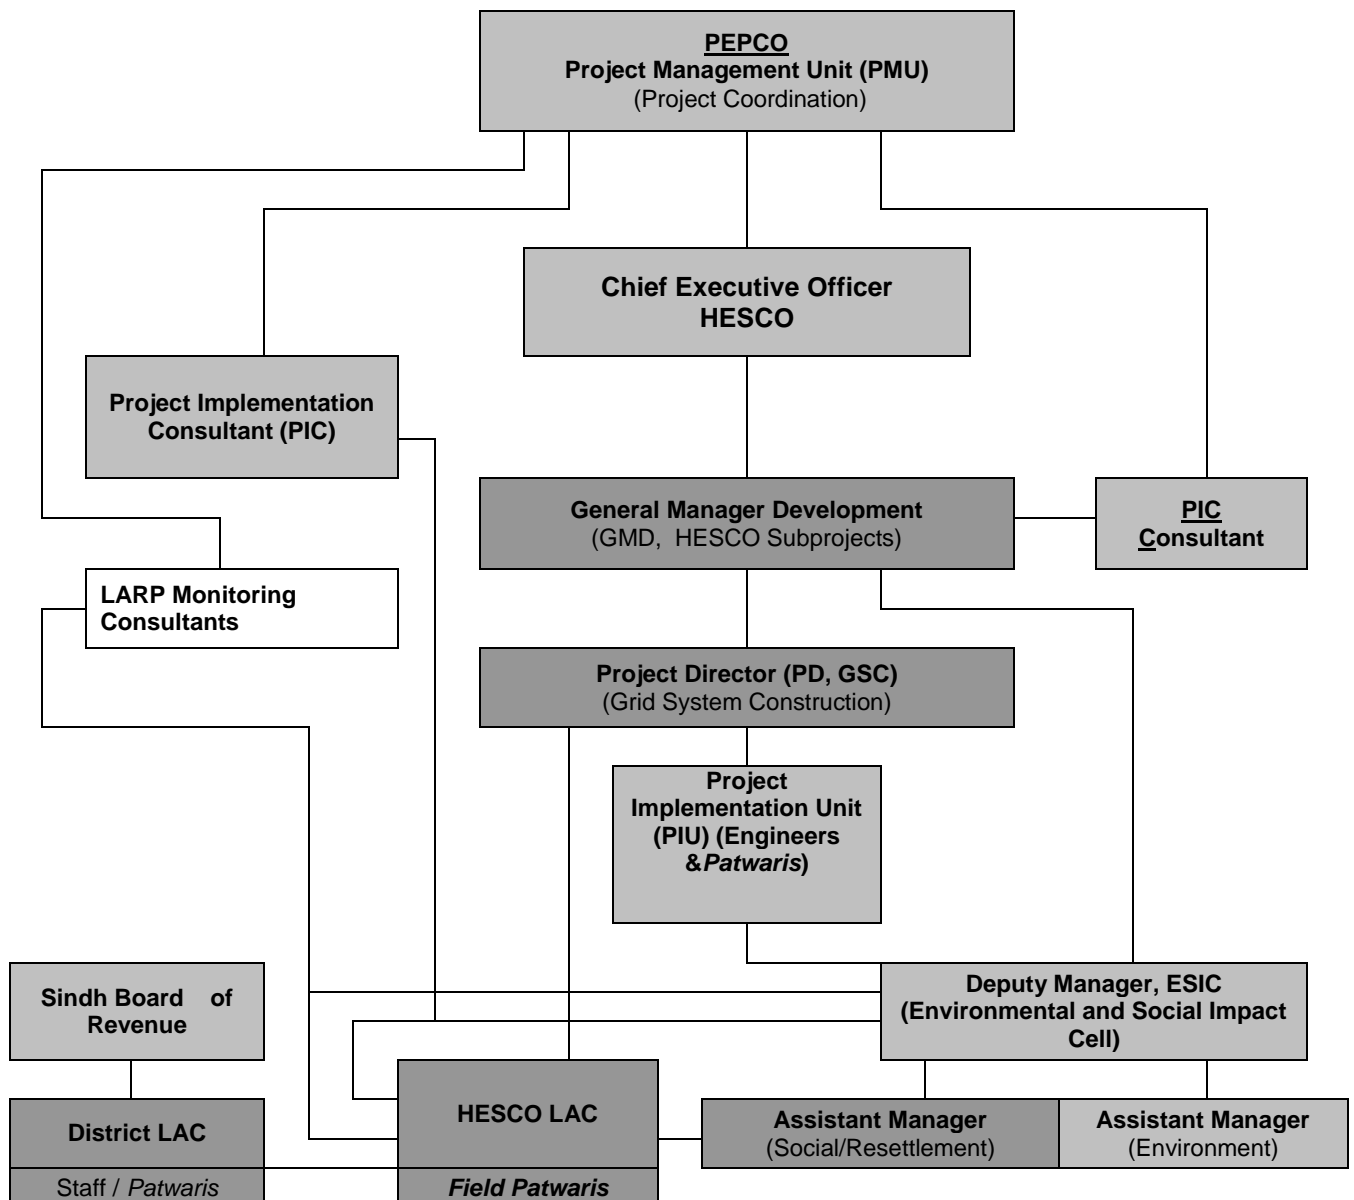 PEPCO
Project Management Unit (PMU)
(Project Coordination)
Chief Executive Officer
HESCO
Project Implementation
Consultant (PIC)
General Manager Development
(GMD, HESCO Subprojects)
PIC
Consultant
LARP Monitoring
Consultants
Project Director (PD, GSC)
(Grid System Construction)
Project
Implementation Unit
(PIU) (Engineers
&Patwaris)
Sindh Board of
Revenue
Deputy Manager, ESIC
(Environmental and Social Impact
Cell)
District LAC
Staff / Patwaris
HESCO LAC
Field Patwaris
Assistant Manager
(Social/Resettlement)
Assistant Manager
(Environment)